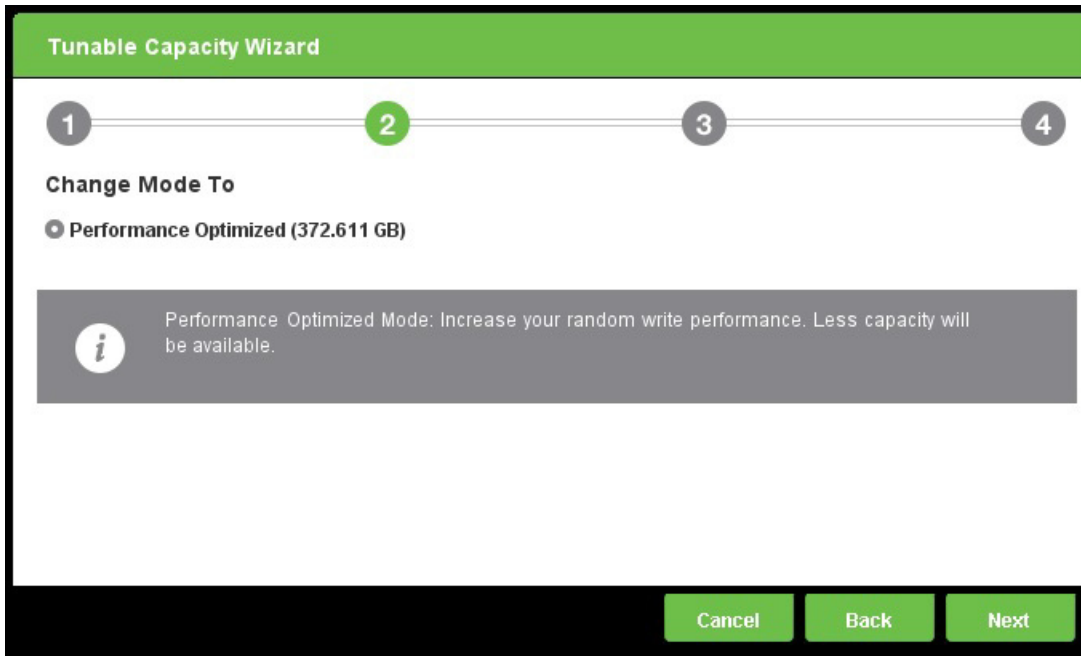 Tunable Capacity Wizard
1 2 3 4
Change Mode To
Performance Optimized (372.611 GB)
i
Performance Optimized Mode: Increase your random write performance. Less capacity will
be available.
Cancel Back Next